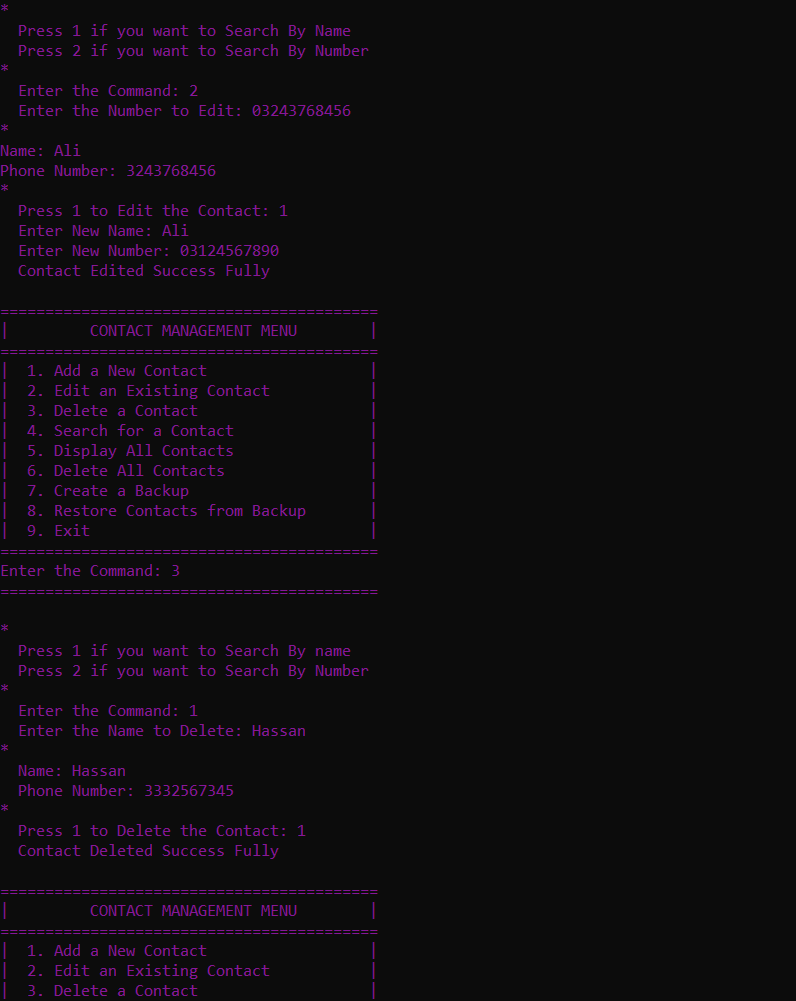 *
  Press 1 if you want to Search By Name
  Press 2 if you want to Search By Number
*
  Enter the Command: 2
  Enter the Number to Edit: 03243768456
*
Name: Ali
Phone Number: 3243768456
*
  Press 1 to Edit the Contact: 1
  Enter New Name: Ali
  Enter New Number: 03124567890
  Contact Edited Success Fully

==========================================
|         CONTACT MANAGEMENT MENU        |
==========================================
|  1. Add a New Contact                  |
|  2. Edit an Existing Contact           |
|  3. Delete a Contact                   |
|  4. Search for a Contact               |
|  5. Display All Contacts               |
|  6. Delete All Contacts                |
|  7. Create a Backup                    |
|  8. Restore Contacts from Backup       |
|  9. Exit                               |
==========================================
Enter the Command: 3
==========================================

*
  Press 1 if you want to Search By name
  Press 2 if you want to Search By Number
*
  Enter the Command: 1
  Enter the Name to Delete: Hassan
*
  Name: Hassan
  Phone Number: 3332567345
*
  Press 1 to Delete the Contact: 1
  Contact Deleted Success Fully

==========================================
|         CONTACT MANAGEMENT MENU        |
==========================================
|  1. Add a New Contact                  |
|  2. Edit an Existing Contact           |
|  3. Delete a Contact                   |